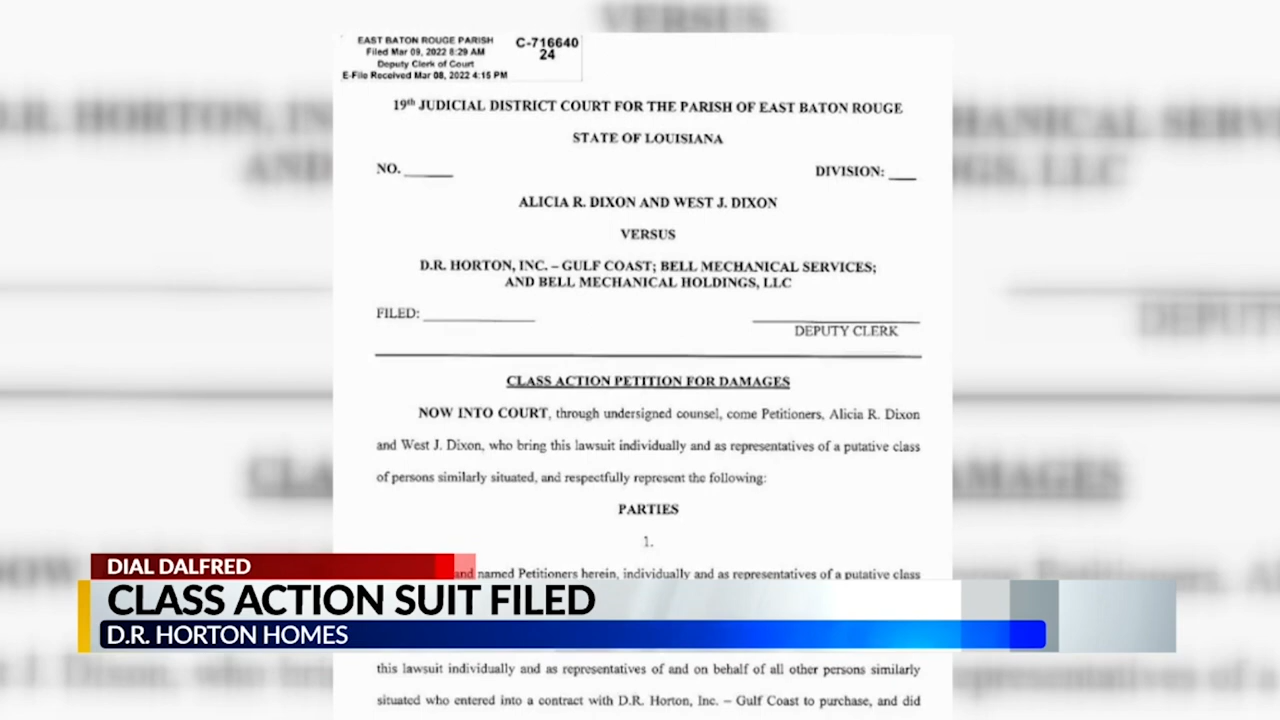 EAST BATON ROUGE PARISH
Filed Mar 09, 2022 8:29 AM
Deputy Clerk of Court
E-File Received Mar 08, 2022 4:15 PM
C-716640
24
19th JUDICIAL DISTRICT COURT FOR THE PARISH OF EAST BATON ROUGE
STATE OF LOUISIANA
NO. ______
DIVISION: ___
ALICIA R. DIXON AND WEST J. DIXON
VERSUS
D.R. HORTON, INC. – GULF COAST; BELL MECHANICAL SERVICES;
AND BELL MECHANICAL HOLDINGS, LLC
FILED: ______________
DEPUTY CLERK
CLASS ACTION PETITION FOR DAMAGES
NOW INTO COURT, through undersigned counsel, come Petitioners, Alicia R. Dixon
and West J. Dixon, who bring this lawsuit individually and as representatives of a putative class
of persons similarly situated, and respectfully represent the following:
PARTIES
1.
and named Petitioners herein, individually and as representatives of a putative class
DIAL DALFRED
CLASS ACTION SUIT FILED
D.R. HORTON HOMES
this lawsuit individually and as representatives of and on behalf of all other persons similarly
situated who entered into a contract with D.R. Horton, Inc. – Gulf Coast to purchase, and did